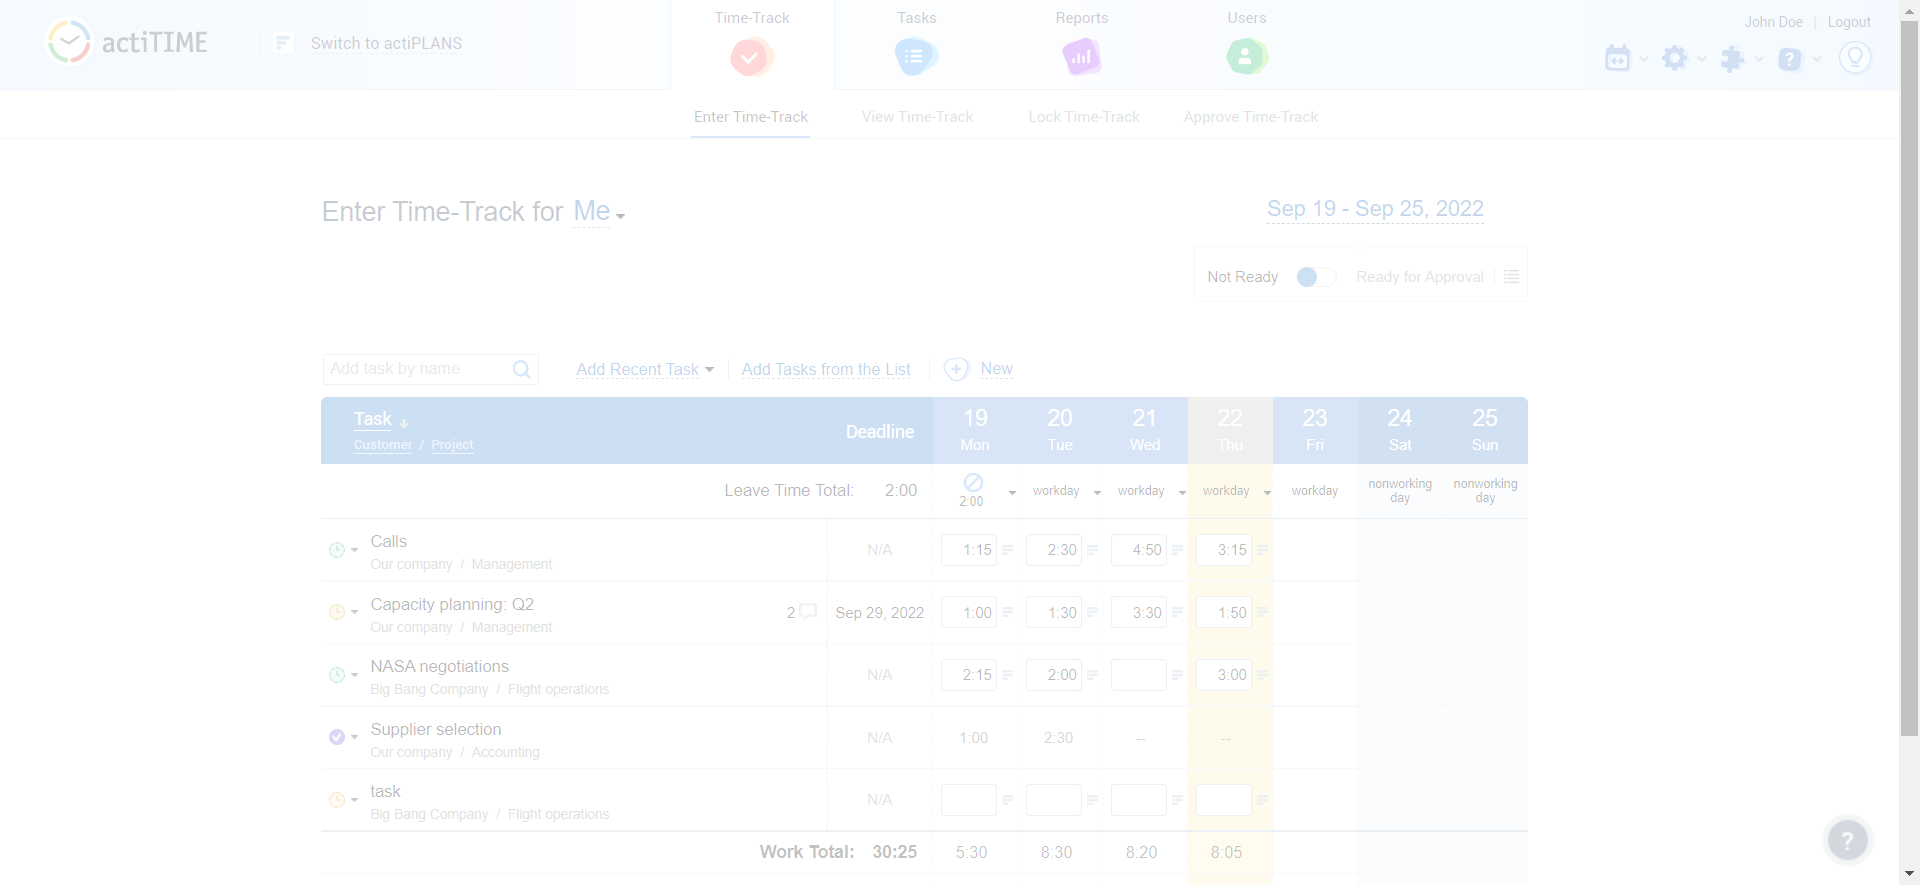 actiTIME
Switch to actiPLANS
Time-Track
Tasks
Reports
Users
John Doe | Logout
Enter Time-Track
View Time-Track
Lock Time-Track
Approve Time-Track
Enter Time-Track for Me
Sep 19 - Sep 25, 2022
Not Ready
Ready for Approval
Add task by name
Add Recent Task
Add Tasks from the List
New
Task
Customer / Project
Deadline
19 20 21 22 23 24 25
Mon Tue Wed Thu Fri Sat Sun
Leave Time Total: 2:00 2:00 workday workday workday workday nonworking day nonworking day
Calls N/A 1:15 2:30 4:50 3:15
Our company / Management
Capacity planning: Q2 2 Sep 29, 2022 1:00 1:30 3:30 1:50
Our company / Management
NASA negotiations N/A 2:15 2:00 3:00
Big Bang Company / Flight operations
Supplier selection N/A 1:00 2:30 -- --
Our company / Accounting
task N/A
Big Bang Company / Flight operations
Work Total: 30:25 5:30 8:30 8:20 8:05
?